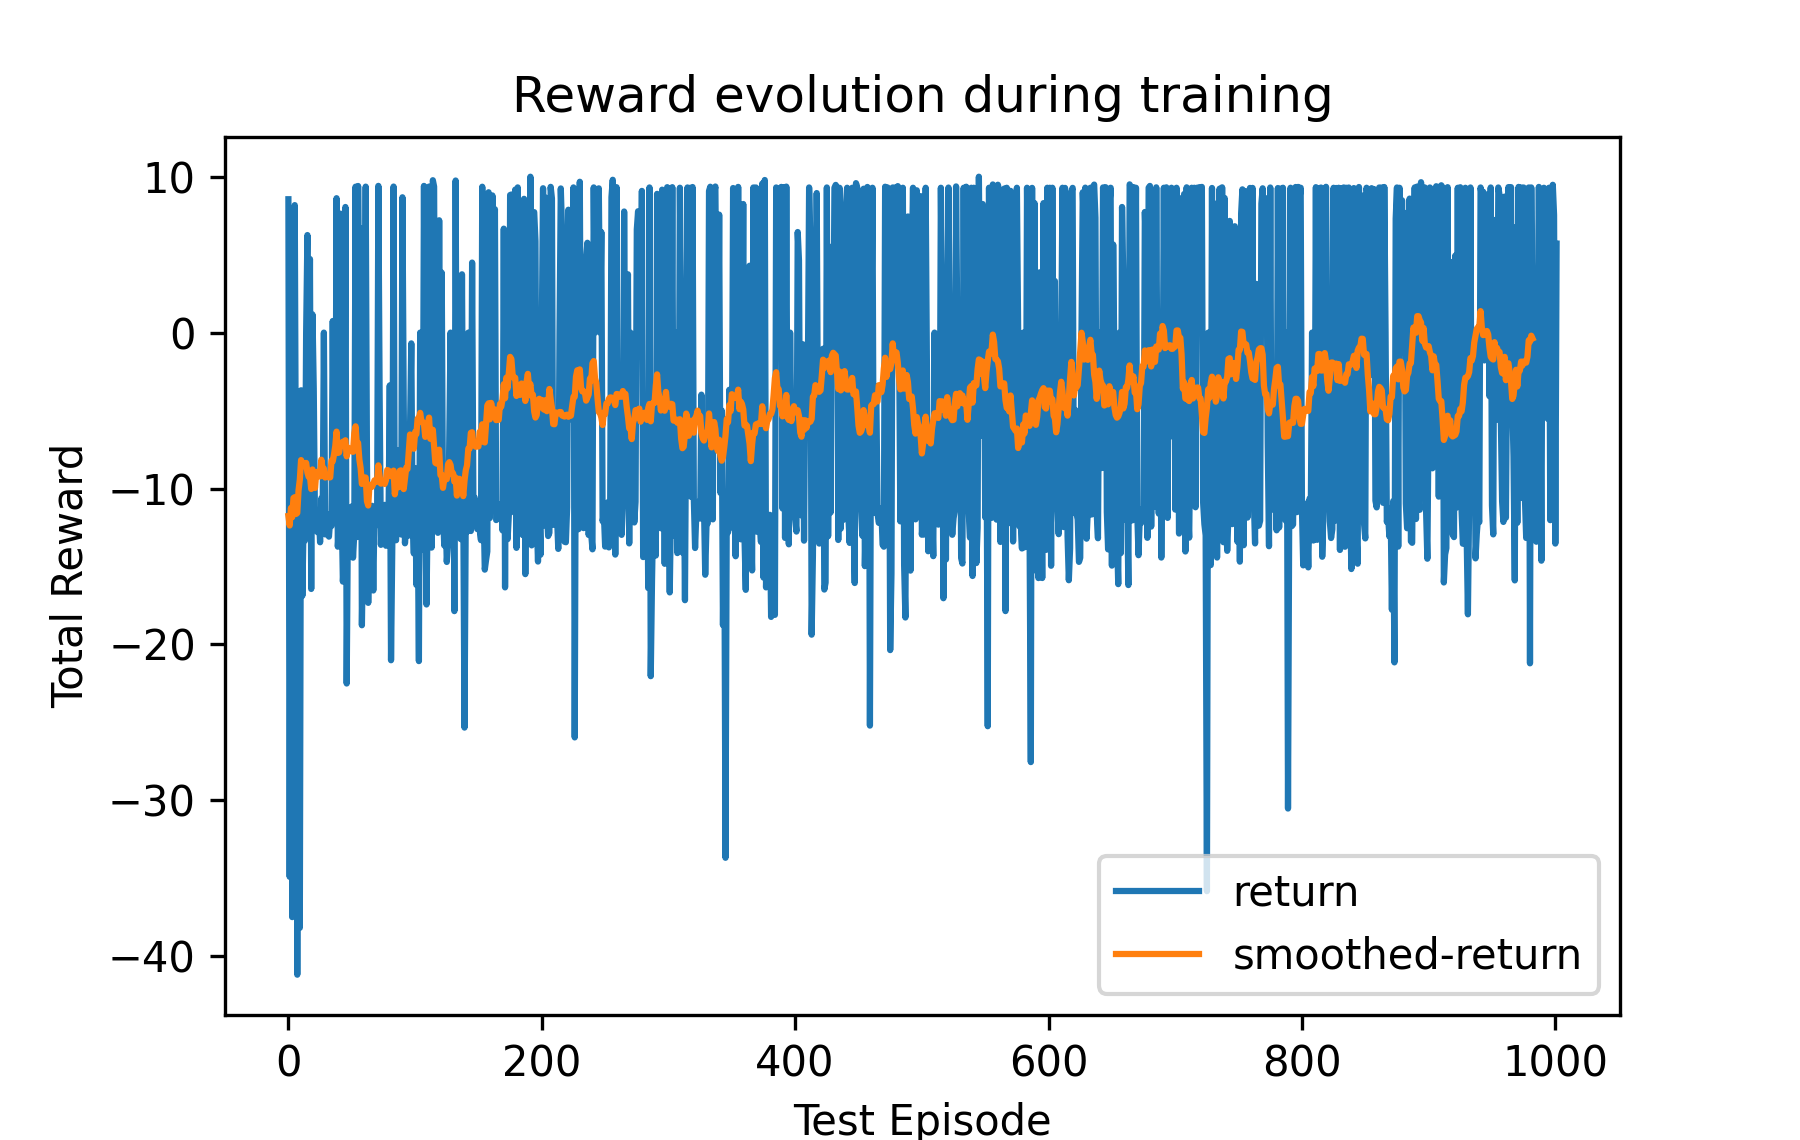 Reward evolution during training
Total Reward
10
0
−10
−20
−30
−40
0
200
400
600
800
1000
Test Episode
return
smoothed-return